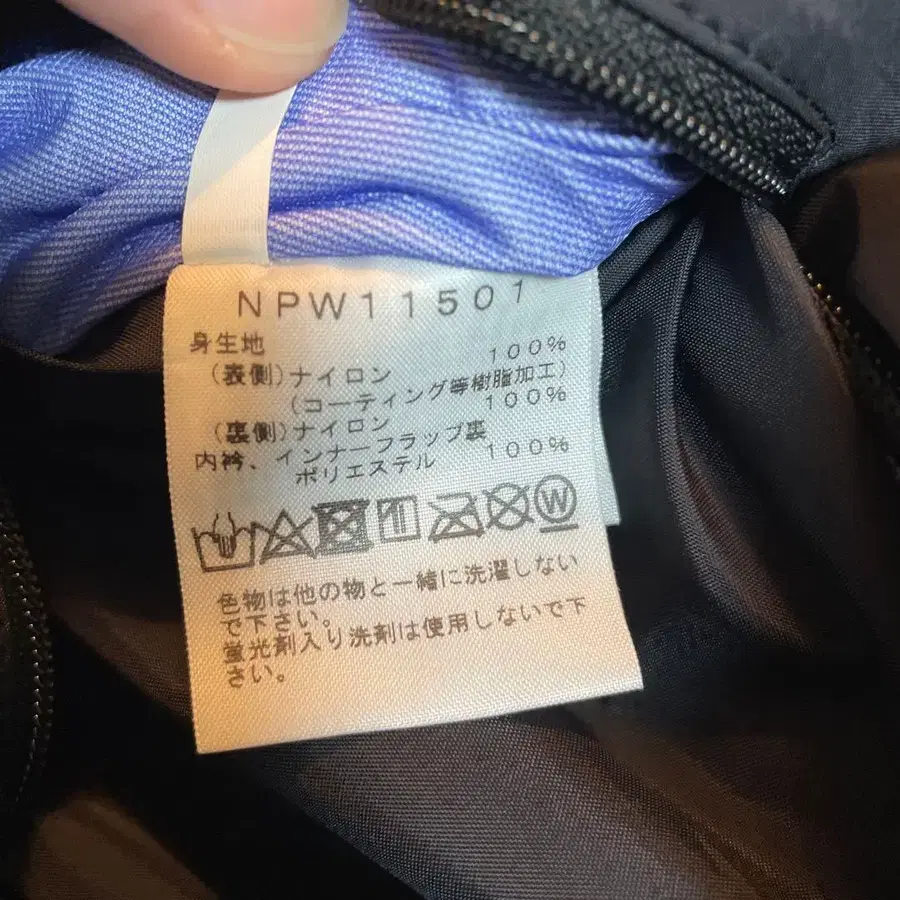 NPW11501
身生地
(表側)ナイロン 100%
(コーティング等樹脂加工)
(裏側)ナイロン 100%
内衿、インナーフラップ裏
ポリエステル 100%
W
色物は他の物と一緒に洗濯しない
で下さい。
蛍光剤入り洗剤は使用しないで下
さい。